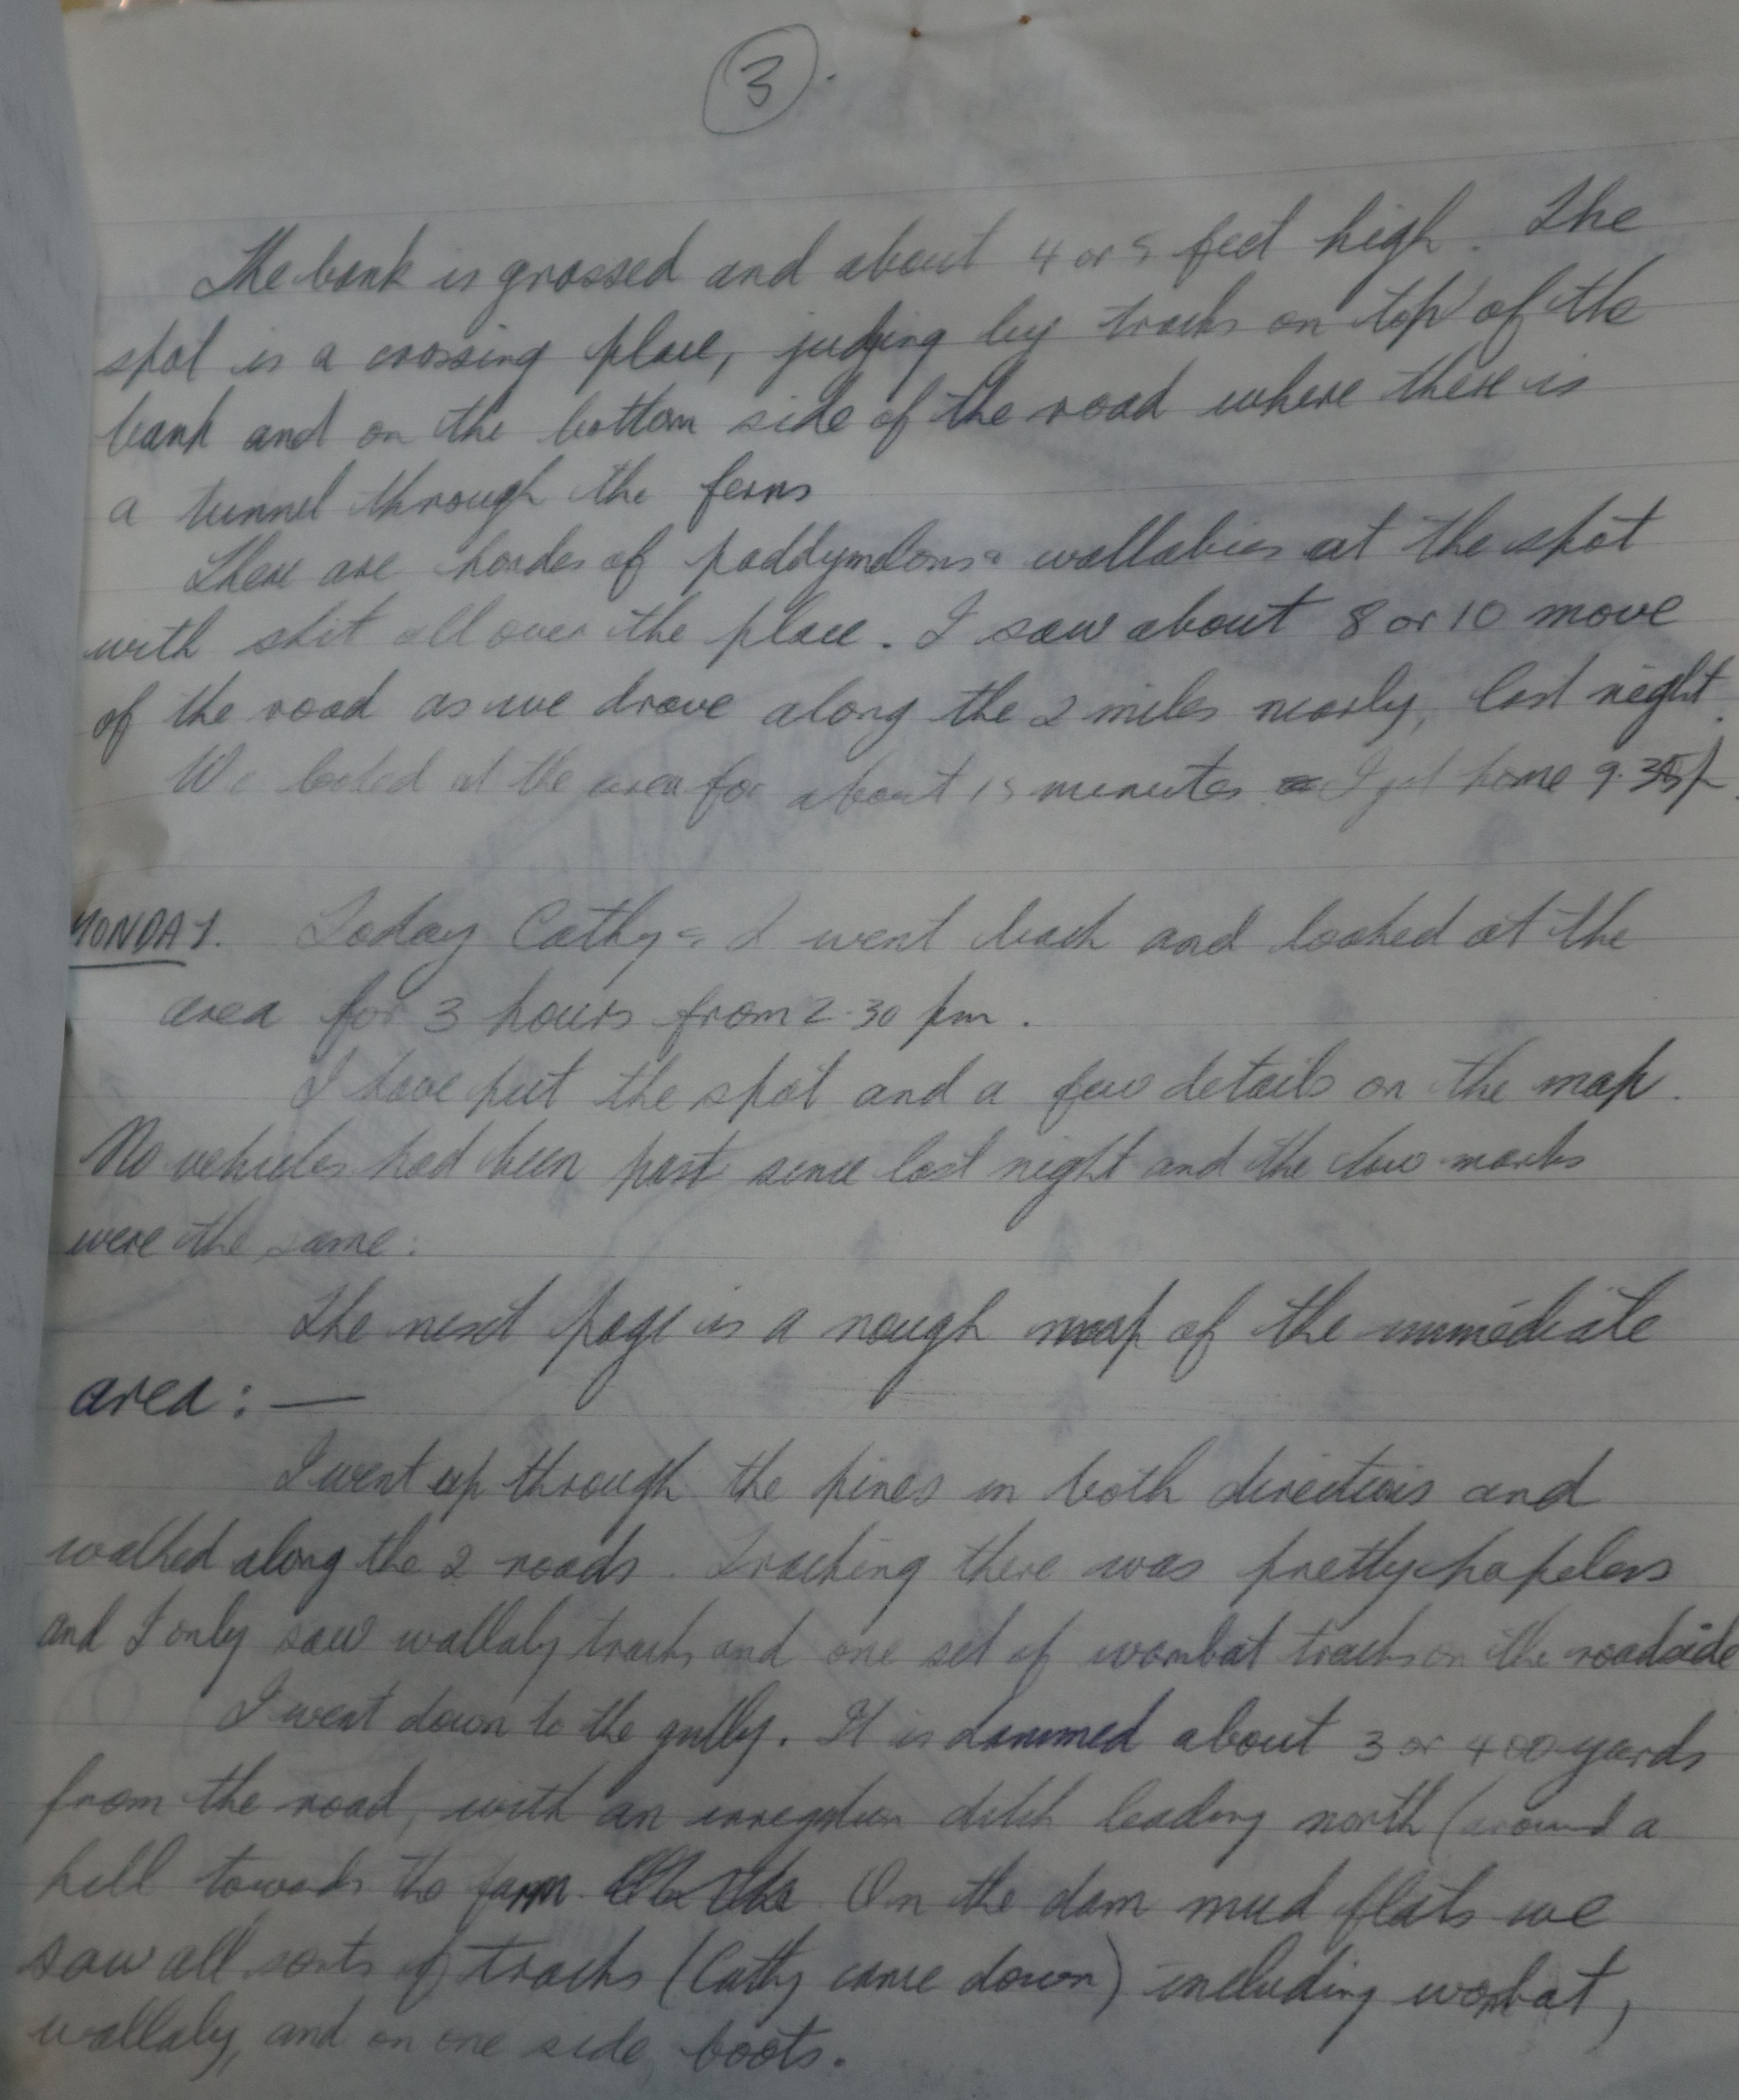 3.
The bank is grassed and about 4 or 5 feet high. The
spot is a crossing place, judging by tracks on top of the
bank and on the bottom side of the road where there is
a tunnel through the ferns
There are hordes of paddymelons & wallabies at the spot
with shit all over the place. I saw about 8 or 10 move
of the road as we drove along the 2 miles nearly, last night.
We looked at the area for about 15 minutes I got home 9.35p
MONDAY. Today Cathy & I went back and looked at the
area for 3 hours from 2.30 pm.
I have put the spot and a few details on the map.
No vehicles had been past since last night and the claw marks
were the same.
The next page is a rough map of the immediate
area: —
I went up through the pines in both directions and
walked along the 2 roads. Tracking there was pretty hopeless
and I only saw wallaby tracks and one set of wombat tracks on the roadside
I went down to the gully. It is dammed about 3 or 400 yards
from the road, with an irregation ditch leading north (around a
hill towards the farm. On the dam mud flats we
saw all sorts of tracks (Cathy came down) including wombat,
wallaby, and on one side, boots.